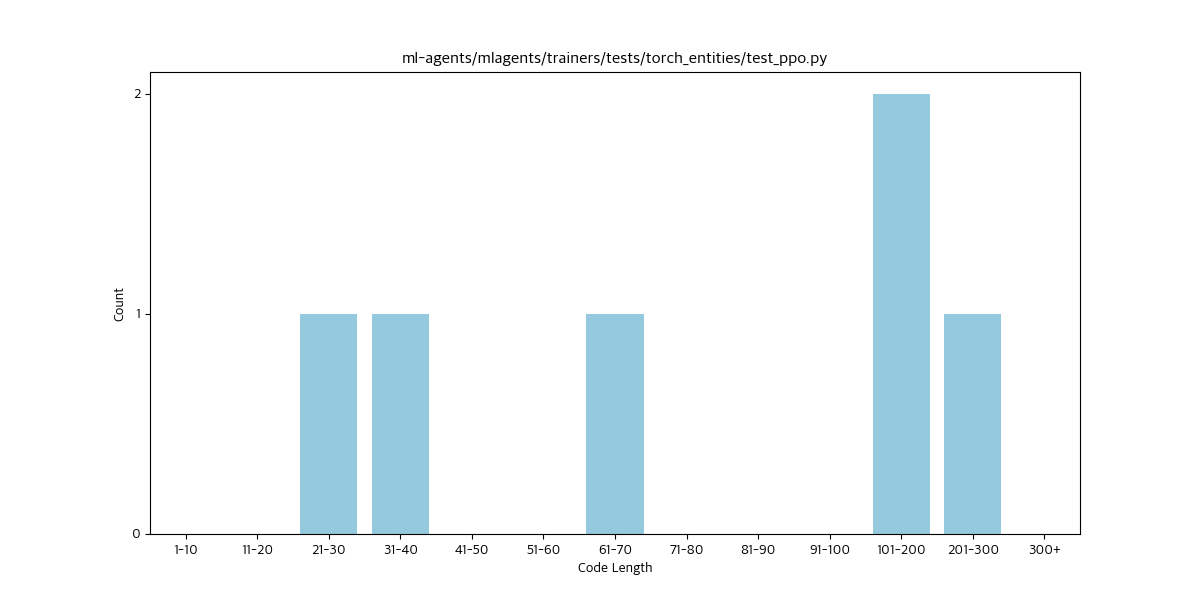 ml-agents/mlagents/trainers/tests/torch_entities/test_ppo.py
2
1
0
Count
1-10 11-20 21-30 31-40 41-50 51-60 61-70 71-80 81-90 91-100 101-200 201-300 300+
Code Length